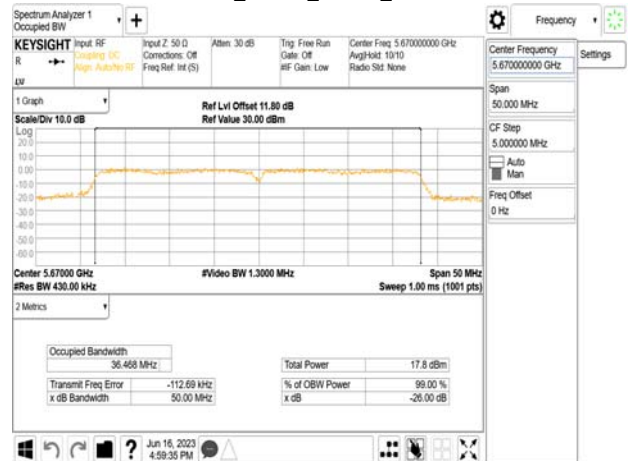 Spectrum Analyzer 1
Occupied BW
Frequency
KEYSIGHT
R
Input: RF
Coupling: DC
Align: Auto/No RF
Input Z: 50 Ω
Corrections: Off
Freq Ref: Int (S)
Atten: 30 dB
Trig: Free Run
Gate: Off
#IF Gain: Low
Center Freq: 5.670000000 GHz
Avg|Hold: 10/10
Radio Std: None
Center Frequency
5.670000000 GHz
Settings
Span
50.000 MHz
CF Step
5.000000 MHz
Auto
Man
Freq Offset
0 Hz
1 Graph
Scale/Div 10.0 dB
Ref Lvl Offset 11.80 dB
Ref Value 30.00 dBm
Log
20.0
10.0
0.00
-10.0
-20.0
-30.0
-40.0
-50.0
-60.0
Center 5.67000 GHz
#Res BW 430.00 kHz
#Video BW 1.3000 MHz
Span 50 MHz
Sweep 1.00 ms (1001 pts)
2 Metrics
Occupied Bandwidth
36.468 MHz
Total Power 17.8 dBm
Transmit Freq Error -112.69 kHz
% of OBW Power 99.00 %
x dB Bandwidth 50.00 MHz
x dB -26.00 dB
Jun 16, 2023
4:59:35 PM